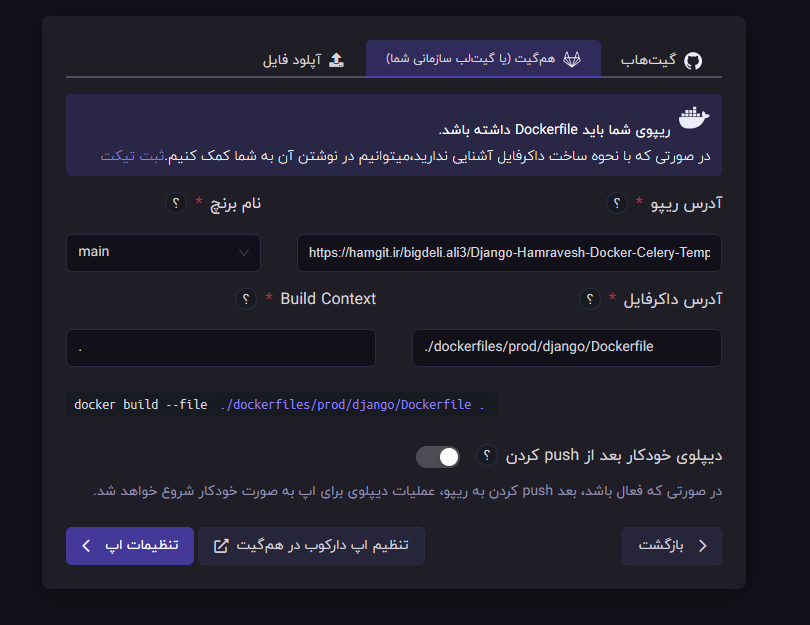 گیت‌هاب
هم‌گیت (یا گیت‌لب سازمانی شما)
آپلود فایل
ریپوی شما باید Dockerfile داشته باشد.
در صورتی که با نحوه ساخت داکرفایل آشنایی ندارید،میتوانیم در نوشتن آن به شما کمک کنیم.ثبت تیکت
آدرس ریپو * ؟
نام برنچ * ؟
https://hamgit.ir/bigdeli.ali3/Django-Hamravesh-Docker-Celery-Temp
main
آدرس داکرفایل * ؟
Build Context * ؟
./dockerfiles/prod/django/Dockerfile
.
docker build --file ./dockerfiles/prod/django/Dockerfile .
دیپلوی خودکار بعد از push کردن ؟
در صورتی که فعال باشد، بعد push کردن به ریپو، عملیات دیپلوی برای اپ به صورت خودکار شروع خواهد شد.
بازگشت
تنظیم اپ دارکوب در هم‌گیت
تنظیمات اپ